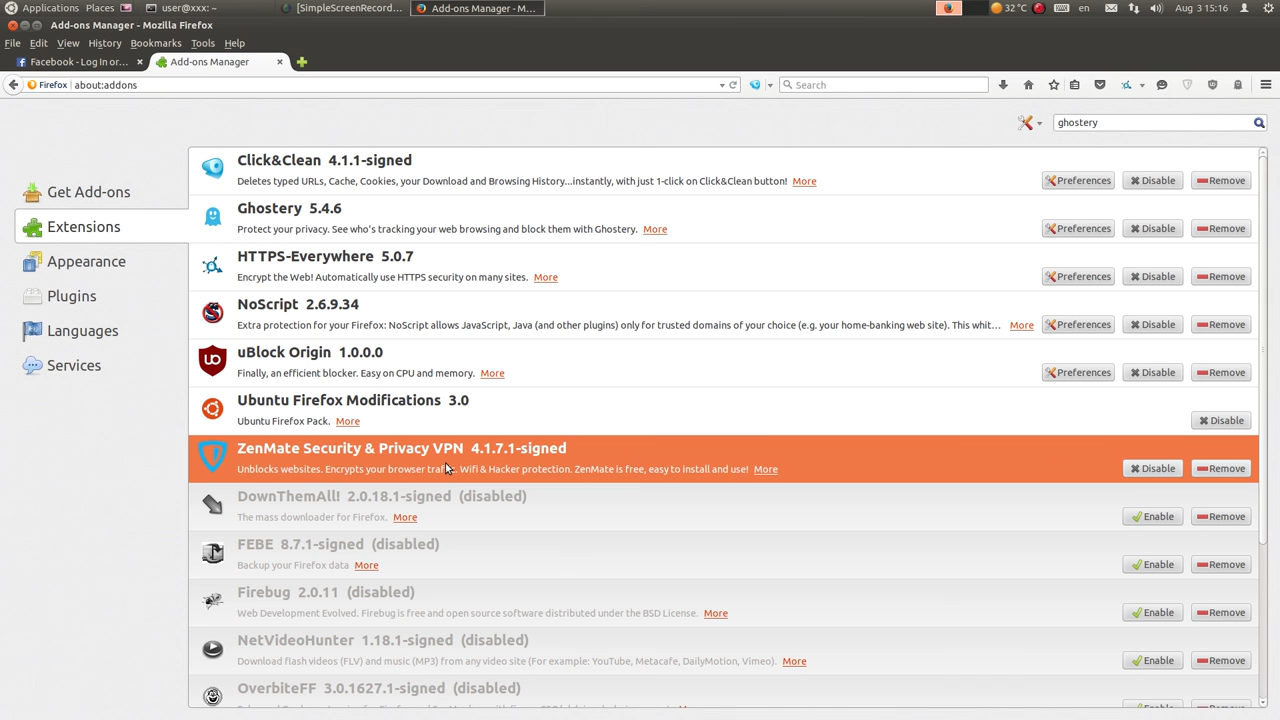 Applications Places user@xxx: ~ [SimpleScreenRecord... Add-ons Manager - M... 32 °C en Aug 3 15:16
Add-ons Manager - Mozilla Firefox
File Edit View History Bookmarks Tools Help
Facebook - Log In or... × Add-ons Manager ×
Firefox about:addons Search
ghostery
Get Add-ons
Extensions
Appearance
Plugins
Languages
Services
Click&Clean 4.1.1-signed
Deletes typed URLs, Cache, Cookies, your Download and Browsing History...instantly, with just 1-click on Click&Clean button! More Preferences Disable Remove
Ghostery 5.4.6
Protect your privacy. See who's tracking your web browsing and block them with Ghostery. More Preferences Disable Remove
HTTPS-Everywhere 5.0.7
Encrypt the Web! Automatically use HTTPS security on many sites. More Preferences Disable Remove
NoScript 2.6.9.34
Extra protection for your Firefox: NoScript allows JavaScript, Java (and other plugins) only for trusted domains of your choice (e.g. your home-banking web site). This whit... More Preferences Disable Remove
uBlock Origin 1.0.0.0
Finally, an efficient blocker. Easy on CPU and memory. More Preferences Disable Remove
Ubuntu Firefox Modifications 3.0
Ubuntu Firefox Pack. More Disable
ZenMate Security & Privacy VPN 4.1.7.1-signed
Unblocks websites. Encrypts your browser traffic. Wifi & Hacker protection. ZenMate is free, easy to install and use! More Disable Remove
DownThemAll! 2.0.18.1-signed (disabled)
The mass downloader for Firefox. More Enable Remove
FEBE 8.7.1-signed (disabled)
Backup your Firefox data More Enable Remove
Firebug 2.0.11 (disabled)
Web Development Evolved. Firebug is free and open source software distributed under the BSD License. More Enable Remove
NetVideoHunter 1.18.1-signed (disabled)
Download flash videos (FLV) and music (MP3) from any video site (For example: YouTube, Metacafe, DailyMotion, Vimeo). More Enable Remove
OverbiteFF 3.0.1627.1-signed (disabled)